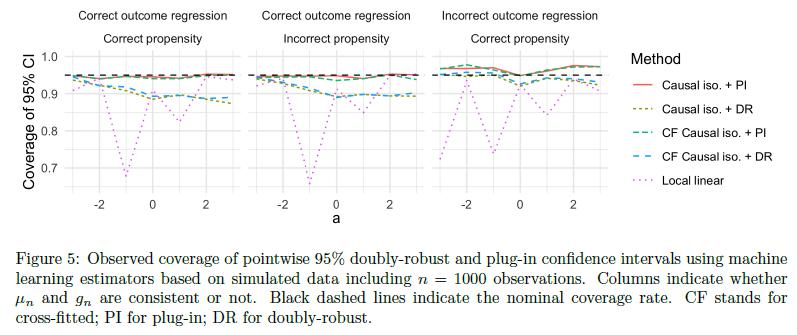 Correct outcome regression Correct outcome regression Incorrect outcome regression
Correct propensity Incorrect propensity Correct propensity
Coverage of 95% CI
1.0
0.9
0.8
0.7
-2 0 2 -2 0 2 -2 0 2
a
Method
Causal iso. + PI
Causal iso. + DR
CF Causal iso. + PI
CF Causal iso. + DR
Local linear
Figure 5: Observed coverage of pointwise 95% doubly-robust and plug-in confidence intervals using machine
learning estimators based on simulated data including n = 1000 observations. Columns indicate whether
μn and gn are consistent or not. Black dashed lines indicate the nominal coverage rate. CF stands for
cross-fitted; PI for plug-in; DR for doubly-robust.